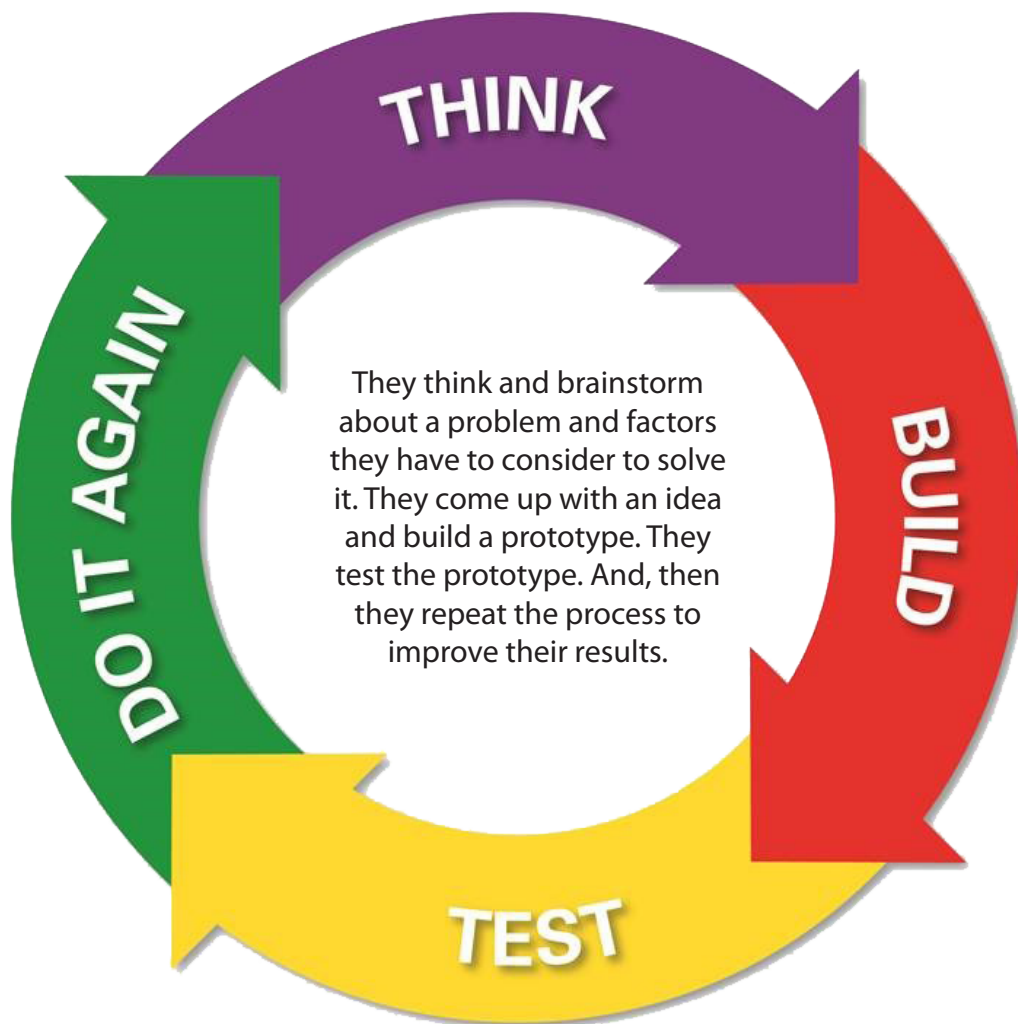 THINK
BUILD
TEST
DO IT AGAIN
They think and brainstorm
about a problem and factors
they have to consider to solve
it. They come up with an idea
and build a prototype. They
test the prototype. And, then
they repeat the process to
improve their results.